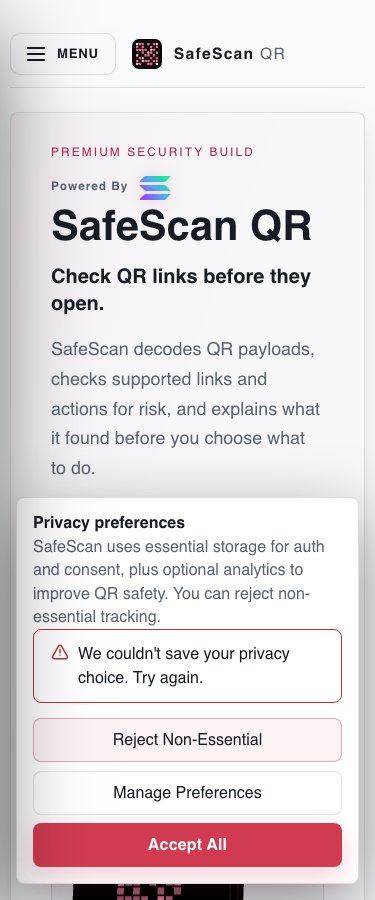 MENU
SafeScan QR
PREMIUM SECURITY BUILD
Powered By
SafeScan QR
Check QR links before they
open.
SafeScan decodes QR payloads,
checks supported links and
actions for risk, and explains what
it found before you choose what
to do.
Privacy preferences
SafeScan uses essential storage for auth
and consent, plus optional analytics to
improve QR safety. You can reject non-
essential tracking.
We couldn't save your privacy
choice. Try again.
Reject Non-Essential
Manage Preferences
Accept All